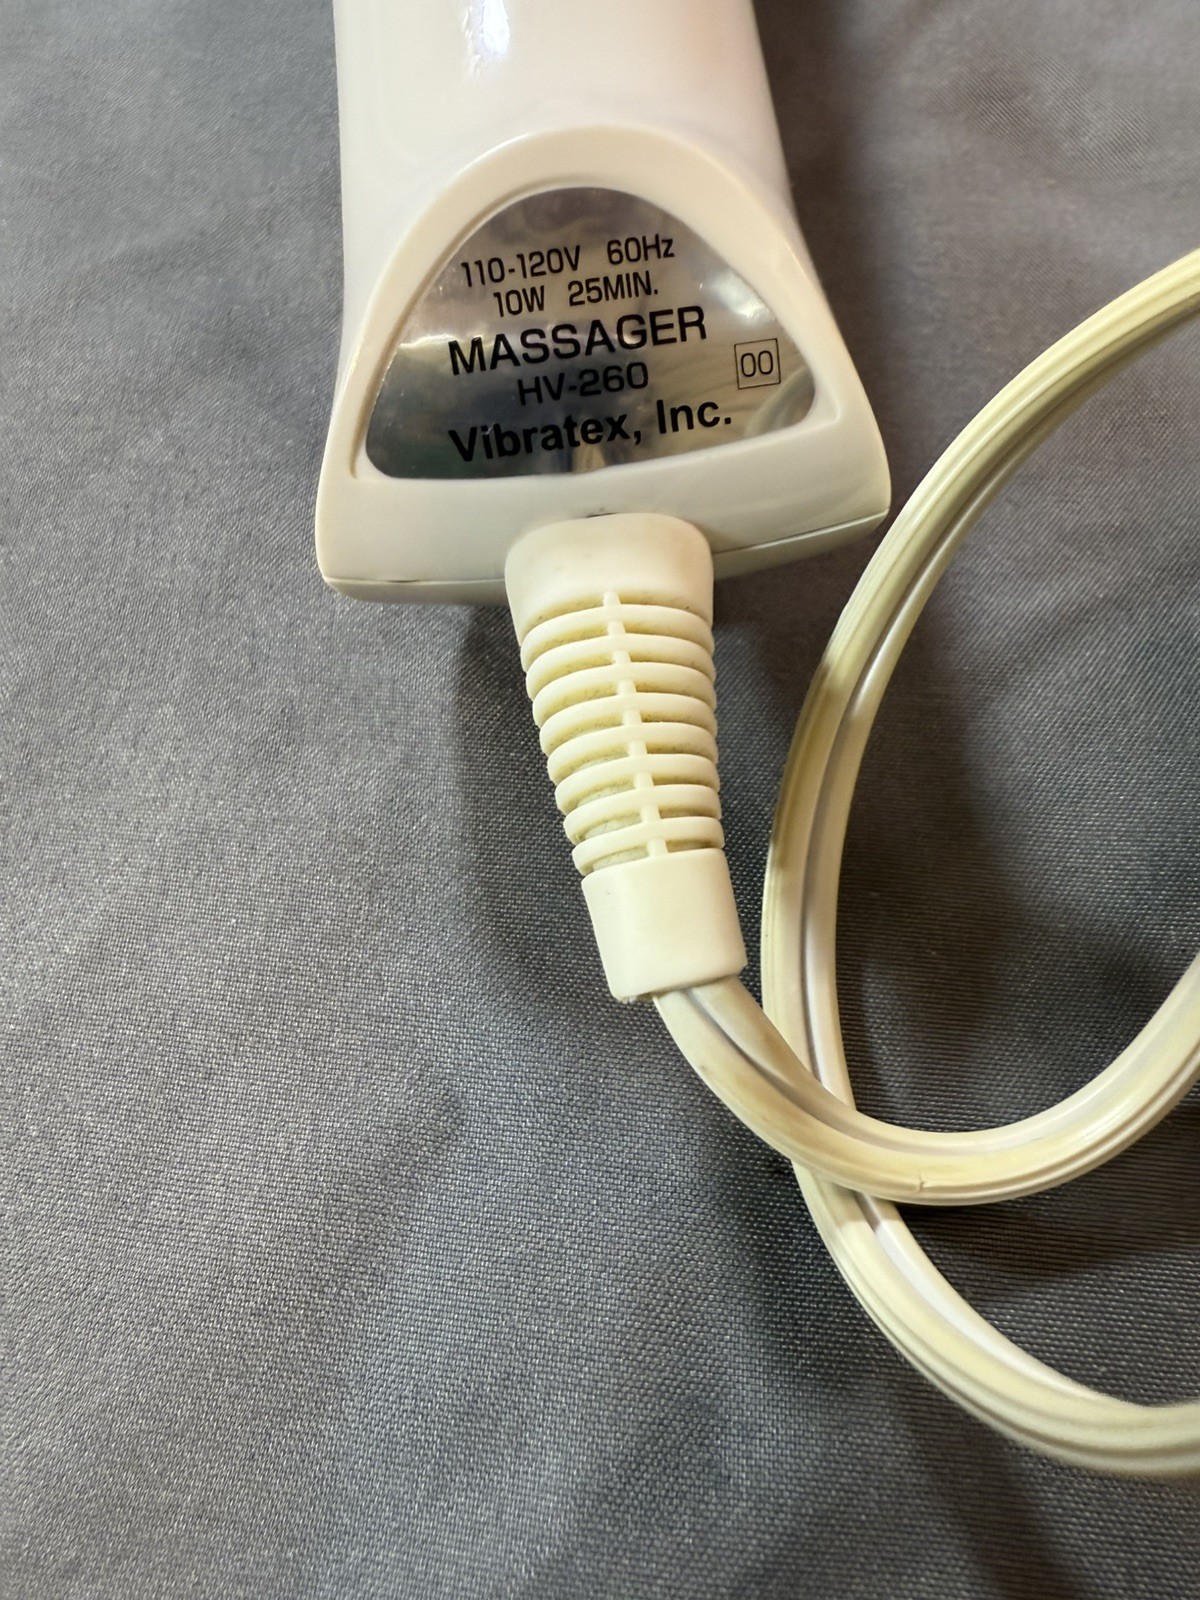 110-120V 60Hz
10W 25MIN.
MASSAGER
HV-260
00
Vibratex, Inc.